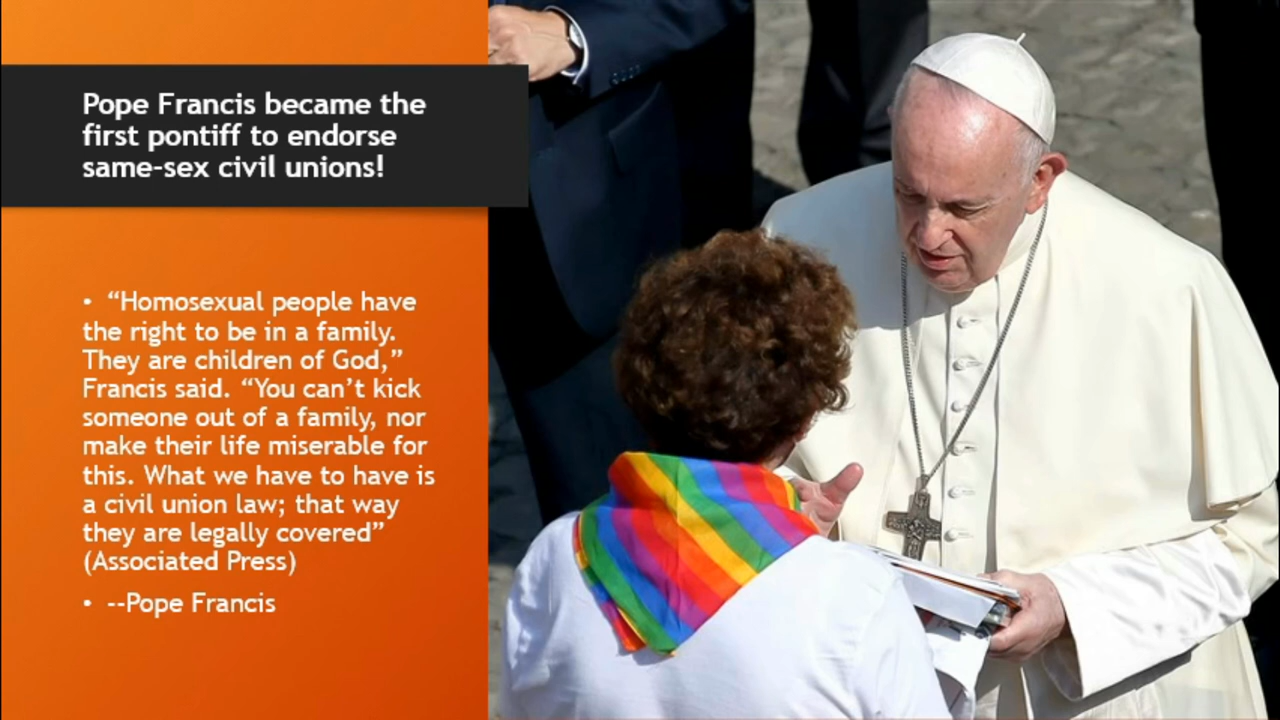 Pope Francis became the
first pontiff to endorse
same-sex civil unions!
• “Homosexual people have
the right to be in a family.
They are children of God,”
Francis said. “You can’t kick
someone out of a family, nor
make their life miserable for
this. What we have to have is
a civil union law; that way
they are legally covered”
(Associated Press)
• --Pope Francis